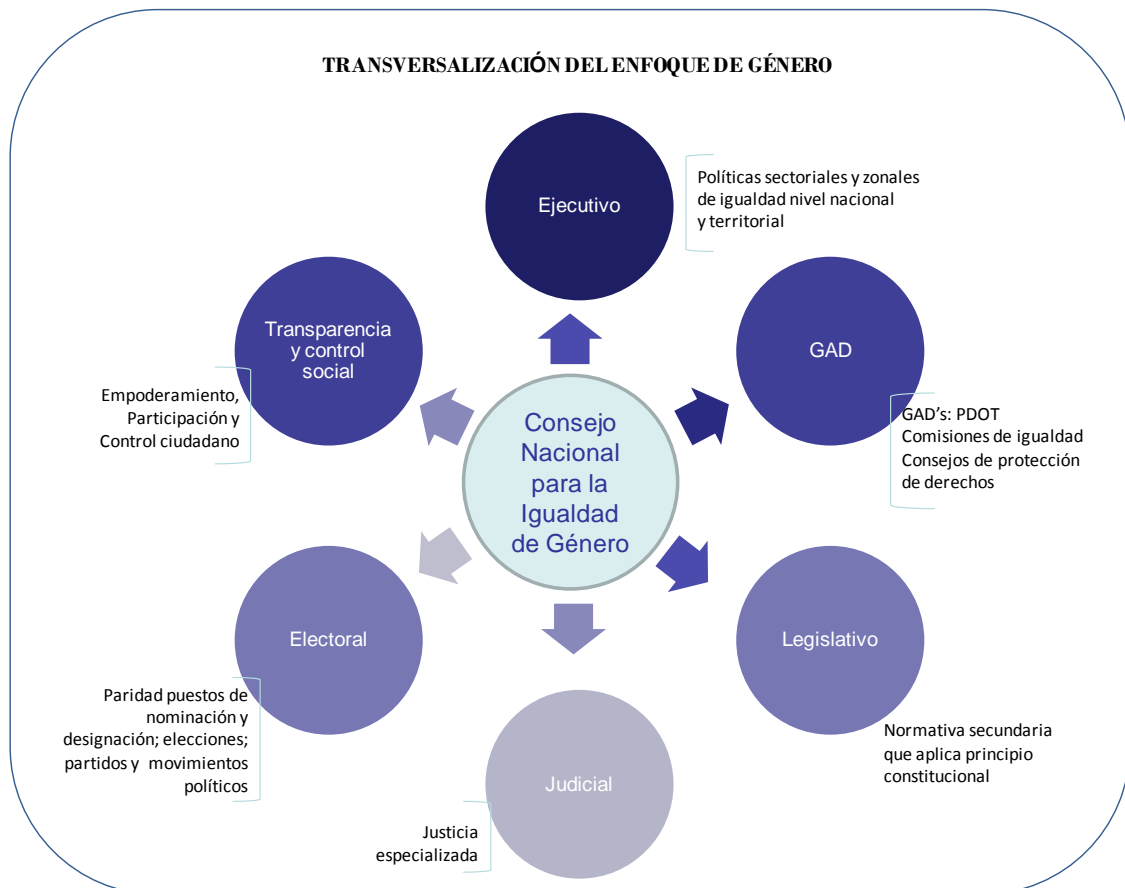 TRANSVERSALIZACIÓN DEL ENFOQUE DE GÉNERO
Ejecutivo
Políticas sectoriales y zonales
de igualdad nivel nacional
y territorial
GAD
GAD’s: PDOT
Comisiones de igualdad
Consejos de protección
de derechos
Legislativo
Normativa secundaria
que aplica principio
constitucional
Judicial
Justicia
especializada
Electoral
Paridad puestos de
nominación y
designación; elecciones;
partidos y movimientos
políticos
Transparencia
y control
social
Empoderamiento,
Participación y
Control ciudadano
Consejo
Nacional
para la
Igualdad
de Género